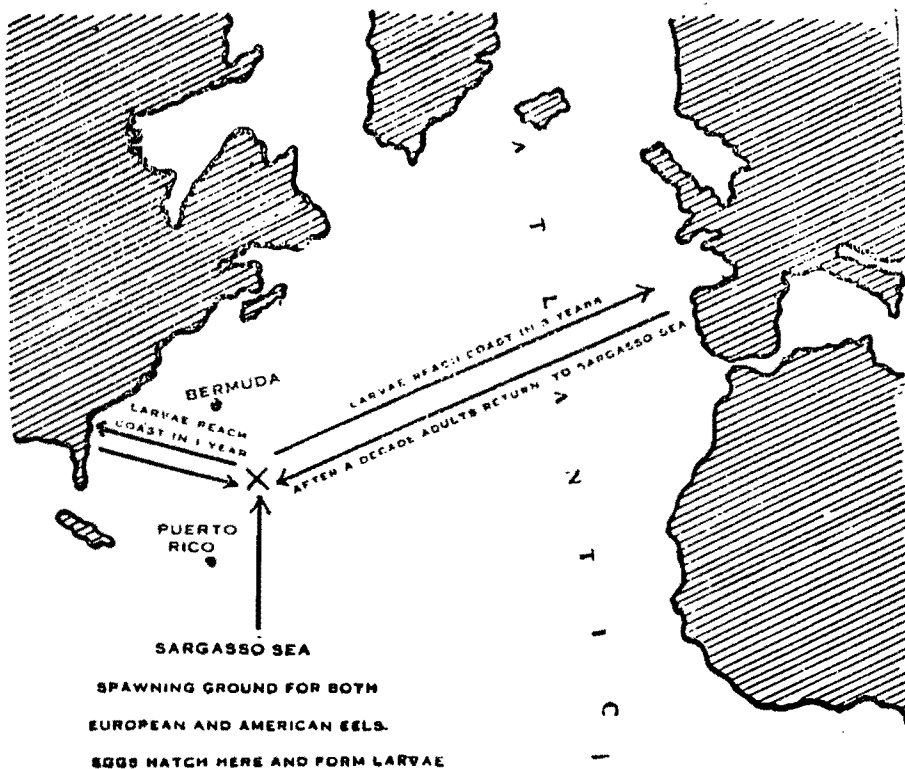 A T L A N T I C
LARVAE REACH COAST IN 3 YEARS
AFTER A DECADE ADULTS RETURN TO SARGASSO SEA
BERMUDA
LARVAE REACH
COAST IN 1 YEAR
X
PUERTO
RICO
SARGASSO SEA
SPAWNING GROUND FOR BOTH
EUROPEAN AND AMERICAN EELS.
EGGS HATCH HERE AND FORM LARVAE